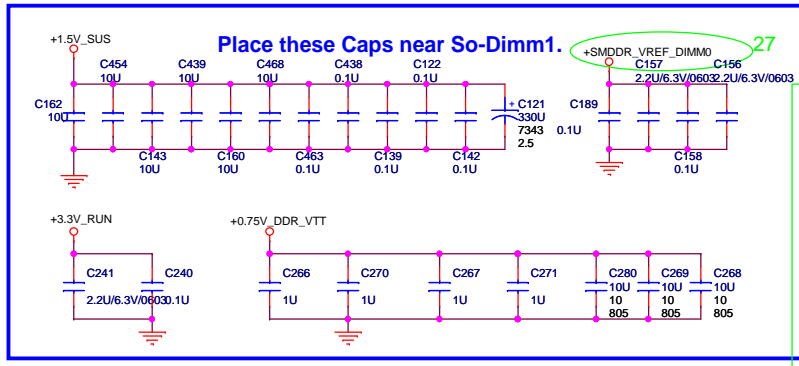 Place these Caps near So-Dimm1.
+1.5V_SUS
C162
10U
C454
10U
C143
10U
C439
10U
C160
10U
C468
10U
C463
0.1U
C438
0.1U
C139
0.1U
C122
0.1U
C142
0.1U
+ C121
330U
7343
2.5
+SMDDR_VREF_DIMM0
27
C189
0.1U
C157
2.2U/6.3V/0603
C158
0.1U
C156
2.2U/6.3V/0603
+3.3V_RUN
C241
2.2U/6.3V/0603
C240
0.1U
+0.75V_DDR_VTT
C266
1U
C270
1U
C267
1U
C271
1U
C280
10U
10
805
C269
10U
10
805
C268
10U
10
805